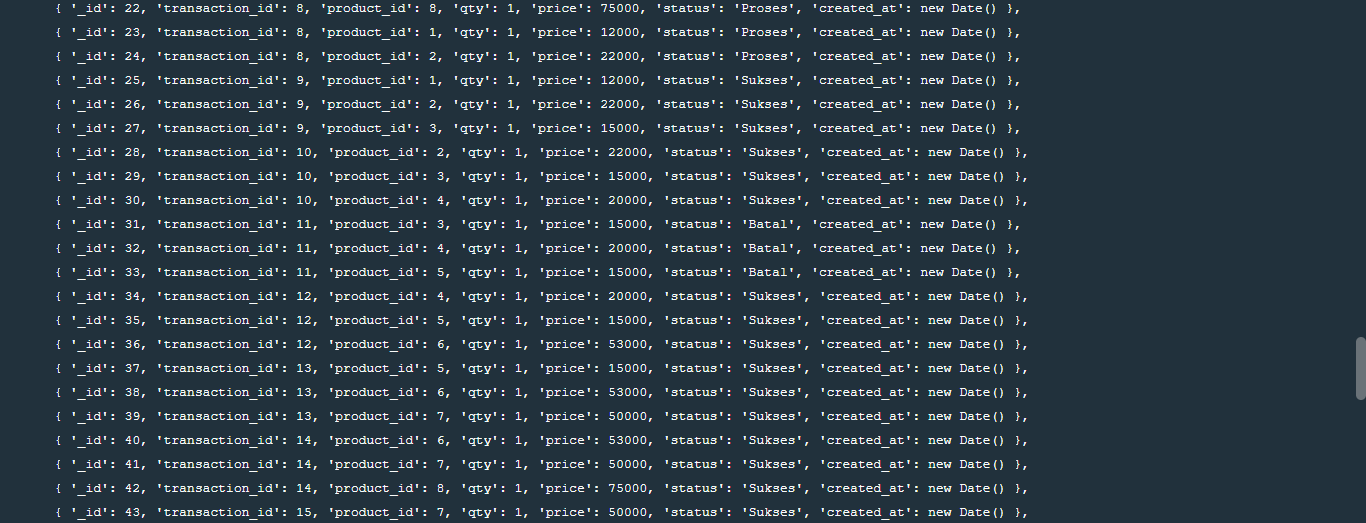 { '_id': 22, 'transaction_id': 8, 'product_id': 8, 'qty': 1, 'price': 75000, 'status': 'Proses', 'created_at': new Date() },
{ '_id': 23, 'transaction_id': 8, 'product_id': 1, 'qty': 1, 'price': 12000, 'status': 'Proses', 'created_at': new Date() },
{ '_id': 24, 'transaction_id': 8, 'product_id': 2, 'qty': 1, 'price': 22000, 'status': 'Proses', 'created_at': new Date() },
{ '_id': 25, 'transaction_id': 9, 'product_id': 1, 'qty': 1, 'price': 12000, 'status': 'Sukses', 'created_at': new Date() },
{ '_id': 26, 'transaction_id': 9, 'product_id': 2, 'qty': 1, 'price': 22000, 'status': 'Sukses', 'created_at': new Date() },
{ '_id': 27, 'transaction_id': 9, 'product_id': 3, 'qty': 1, 'price': 15000, 'status': 'Sukses', 'created_at': new Date() },
{ '_id': 28, 'transaction_id': 10, 'product_id': 2, 'qty': 1, 'price': 22000, 'status': 'Sukses', 'created_at': new Date() },
{ '_id': 29, 'transaction_id': 10, 'product_id': 3, 'qty': 1, 'price': 15000, 'status': 'Sukses', 'created_at': new Date() },
{ '_id': 30, 'transaction_id': 10, 'product_id': 4, 'qty': 1, 'price': 20000, 'status': 'Sukses', 'created_at': new Date() },
{ '_id': 31, 'transaction_id': 11, 'product_id': 3, 'qty': 1, 'price': 15000, 'status': 'Batal', 'created_at': new Date() },
{ '_id': 32, 'transaction_id': 11, 'product_id': 4, 'qty': 1, 'price': 20000, 'status': 'Batal', 'created_at': new Date() },
{ '_id': 33, 'transaction_id': 11, 'product_id': 5, 'qty': 1, 'price': 15000, 'status': 'Batal', 'created_at': new Date() },
{ '_id': 34, 'transaction_id': 12, 'product_id': 4, 'qty': 1, 'price': 20000, 'status': 'Sukses', 'created_at': new Date() },
{ '_id': 35, 'transaction_id': 12, 'product_id': 5, 'qty': 1, 'price': 15000, 'status': 'Sukses', 'created_at': new Date() },
{ '_id': 36, 'transaction_id': 12, 'product_id': 6, 'qty': 1, 'price': 53000, 'status': 'Sukses', 'created_at': new Date() },
{ '_id': 37, 'transaction_id': 13, 'product_id': 5, 'qty': 1, 'price': 15000, 'status': 'Sukses', 'created_at': new Date() },
{ '_id': 38, 'transaction_id': 13, 'product_id': 6, 'qty': 1, 'price': 53000, 'status': 'Sukses', 'created_at': new Date() },
{ '_id': 39, 'transaction_id': 13, 'product_id': 7, 'qty': 1, 'price': 50000, 'status': 'Sukses', 'created_at': new Date() },
{ '_id': 40, 'transaction_id': 14, 'product_id': 6, 'qty': 1, 'price': 53000, 'status': 'Sukses', 'created_at': new Date() },
{ '_id': 41, 'transaction_id': 14, 'product_id': 7, 'qty': 1, 'price': 50000, 'status': 'Sukses', 'created_at': new Date() },
{ '_id': 42, 'transaction_id': 14, 'product_id': 8, 'qty': 1, 'price': 75000, 'status': 'Sukses', 'created_at': new Date() },
{ '_id': 43, 'transaction_id': 15, 'product_id': 7, 'qty': 1, 'price': 50000, 'status': 'Sukses', 'created_at': new Date() },